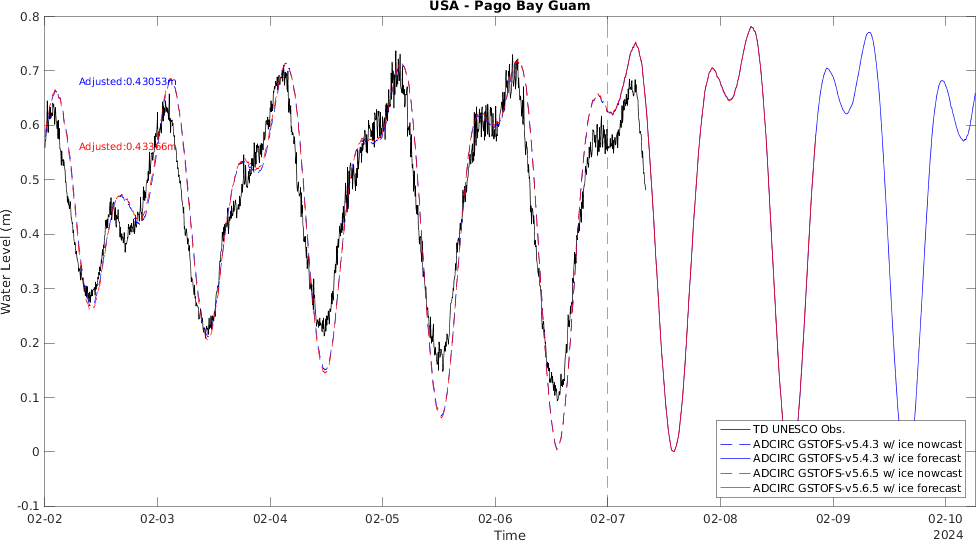 USA - Pago Bay Guam
0.8
0.7
0.6
0.5
0.4
0.3
0.2
0.1
0
-0.1
Water Level (m)
Adjusted:0.43053m
Adjusted:0.43366m
TD UNESCO Obs.
ADCIRC GSTOFS-v5.4.3 w/ ice nowcast
ADCIRC GSTOFS-v5.4.3 w/ ice forecast
ADCIRC GSTOFS-v5.6.5 w/ ice nowcast
ADCIRC GSTOFS-v5.6.5 w/ ice forecast
02-02 02-03 02-04 02-05 02-06 02-07 02-08 02-09 02-10
Time
2024